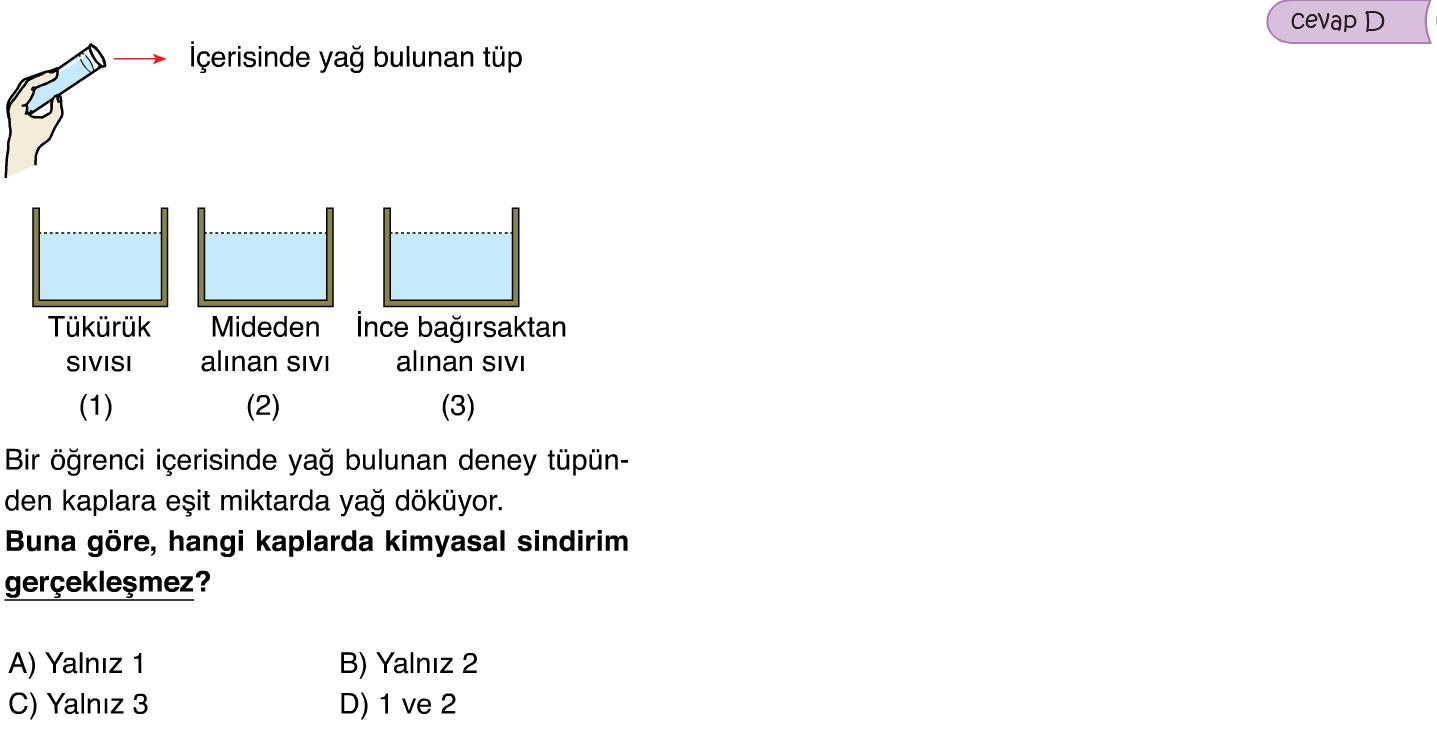 cevap D
İçerisinde yağ bulunan tüp
Tükürük sıvısı
(1)
Mideden alınan sıvı
(2)
İnce bağırsaktan alınan sıvı
(3)
Bir öğrenci içerisinde yağ bulunan deney tüpün-
den kaplara eşit miktarda yağ döküyor.
Buna göre, hangi kaplarda kimyasal sindirim
gerçekleşmez?
A) Yalnız 1
B) Yalnız 2
C) Yalnız 3
D) 1 ve 2